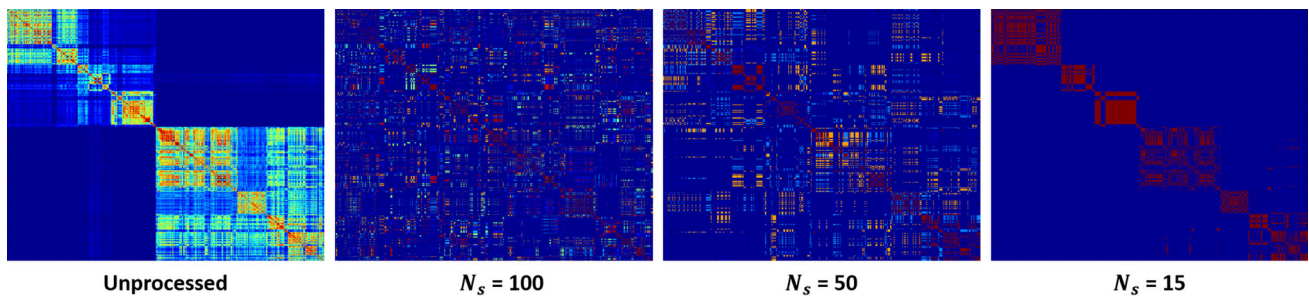 Unprocessed
N_s = 100
N_s = 50
N_s = 15